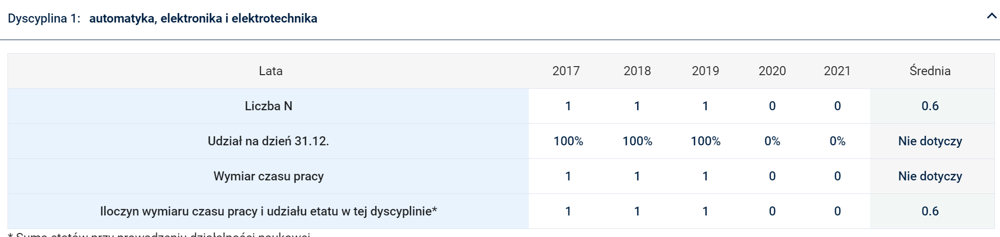 Dyscyplina 1: automatyka, elektronika i elektrotechnika
Lata 2017 2018 2019 2020 2021 Średnia
Liczba N 1 1 1 0 0 0.6
Udział na dzień 31.12. 100% 100% 100% 0% 0% Nie dotyczy
Wymiar czasu pracy 1 1 1 0 0 Nie dotyczy
Iloczyn wymiaru czasu pracy i udziału etatu w tej dyscyplinie* 1 1 1 0 0 0.6
* Suma etatów przy prowadzeniu działalności naukowej